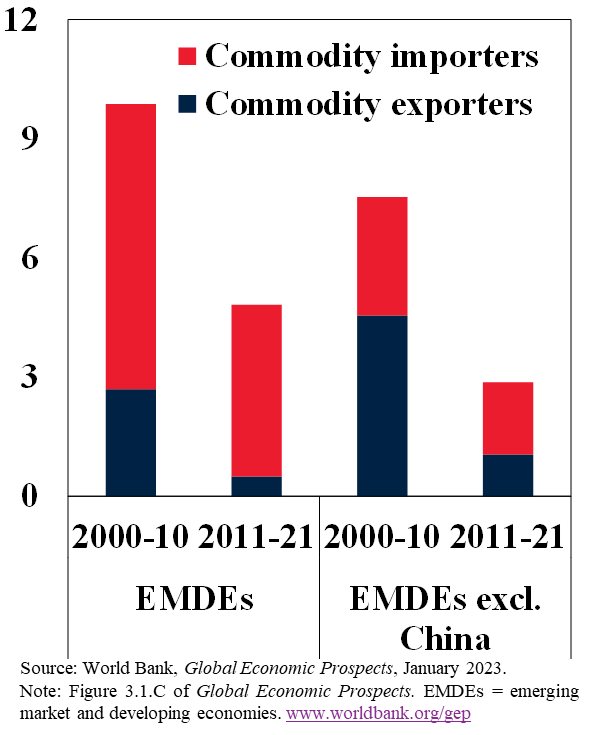 12
Commodity importers
Commodity exporters
9
6
3
0
2000-10 2011-21 2000-10 2011-21
EMDEs EMDEs excl.
China
Source: World Bank, Global Economic Prospects, January 2023.
Note: Figure 3.1.C of Global Economic Prospects. EMDEs = emerging
market and developing economies. www.worldbank.org/gep